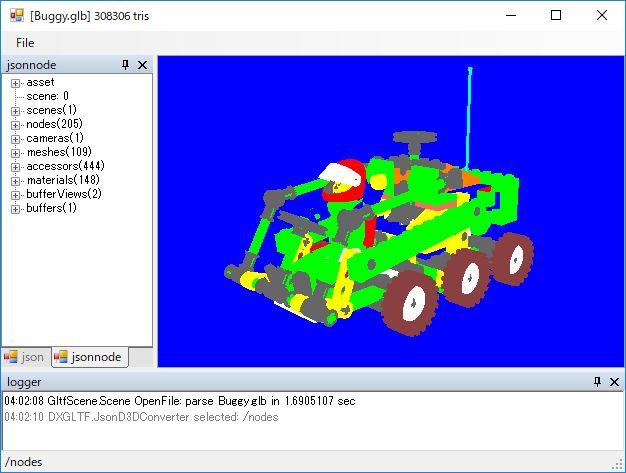 [Buggy.glb] 308306 tris
File
jsonnode
asset
scene: 0
scenes(1)
nodes(205)
cameras(1)
meshes(109)
accessors(444)
materials(148)
bufferViews(2)
buffers(1)
json
jsonnode
logger
04:02:08 GltfScene.Scene OpenFile: parse Buggy.glb in 1.6905107 sec
04:02:10 DXGLTF.JsonD3DConverter selected: /nodes
/nodes